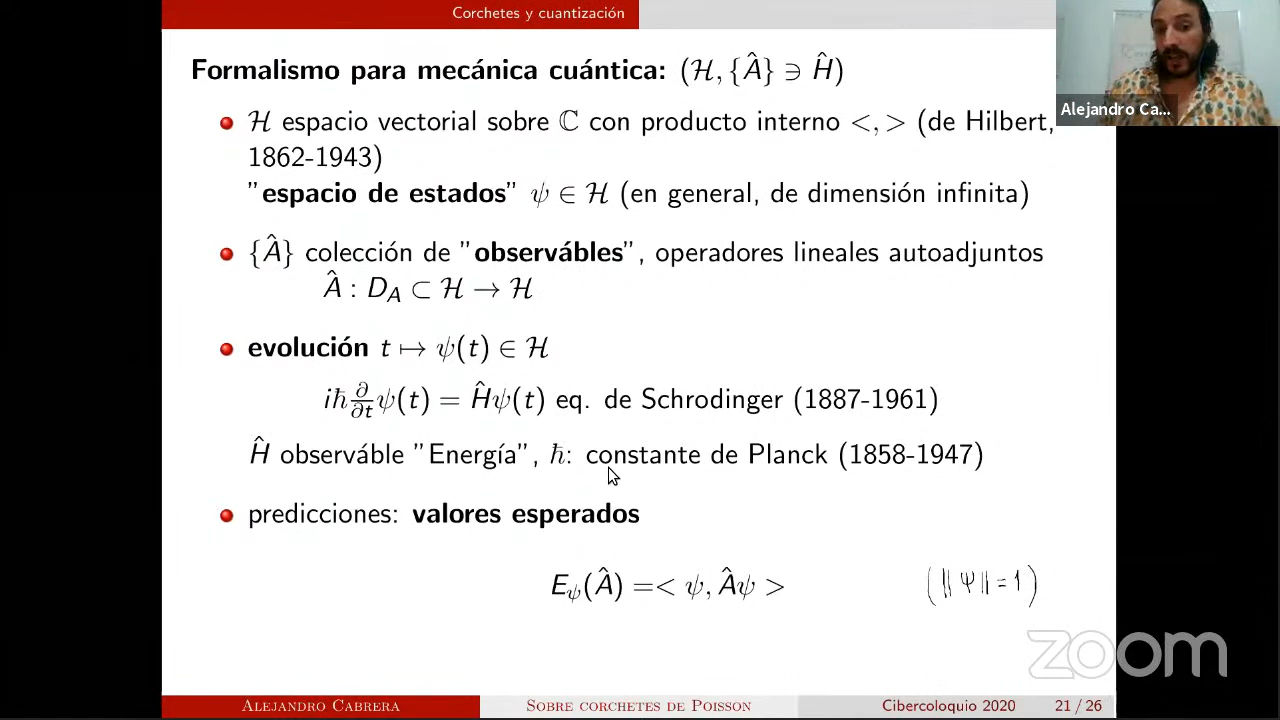 Corchetes y cuantización
Formalismo para mecánica cuántica: (ℋ, {Â} ∋ Ĥ)
ℋ espacio vectorial sobre ℂ con producto interno <, > (de Hilbert,
1862-1943)
"espacio de estados" ψ ∈ ℋ (en general, de dimensión infinita)
{Â} colección de "observábles", operadores lineales autoadjuntos
Â : D_A ⊂ ℋ → ℋ
evolución t ↦ ψ(t) ∈ ℋ
iℏ ∂/∂t ψ(t) = Ĥψ(t) eq. de Schrodinger (1887-1961)
Ĥ observáble "Energía", ℏ: constante de Planck (1858-1947)
predicciones: valores esperados
E_ψ(Â) =< ψ, Âψ > (‖Ψ‖=1)
Alejandro Ca...
zoom
Alejandro Cabrera Sobre corchetes de Poisson Cibercoloquio 2020 21 / 26